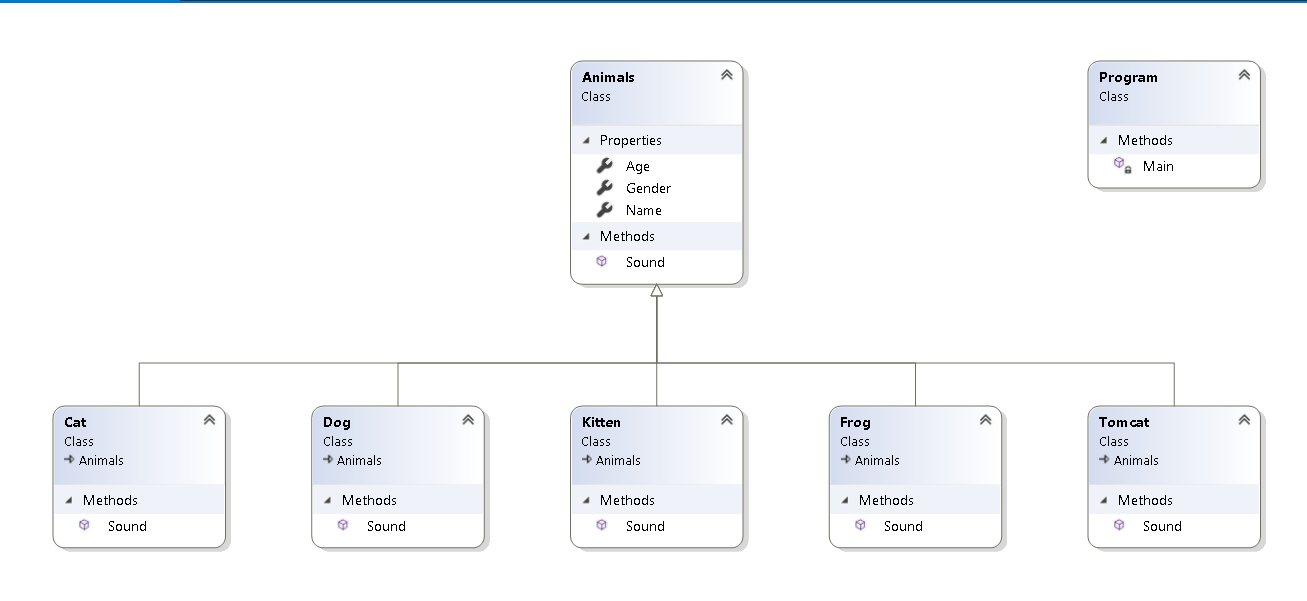 Animals
Class
Properties
Age
Gender
Name
Methods
Sound
Program
Class
Methods
Main
Cat
Class
Animals
Methods
Sound
Dog
Class
Animals
Methods
Sound
Kitten
Class
Animals
Methods
Sound
Frog
Class
Animals
Methods
Sound
Tomcat
Class
Animals
Methods
Sound